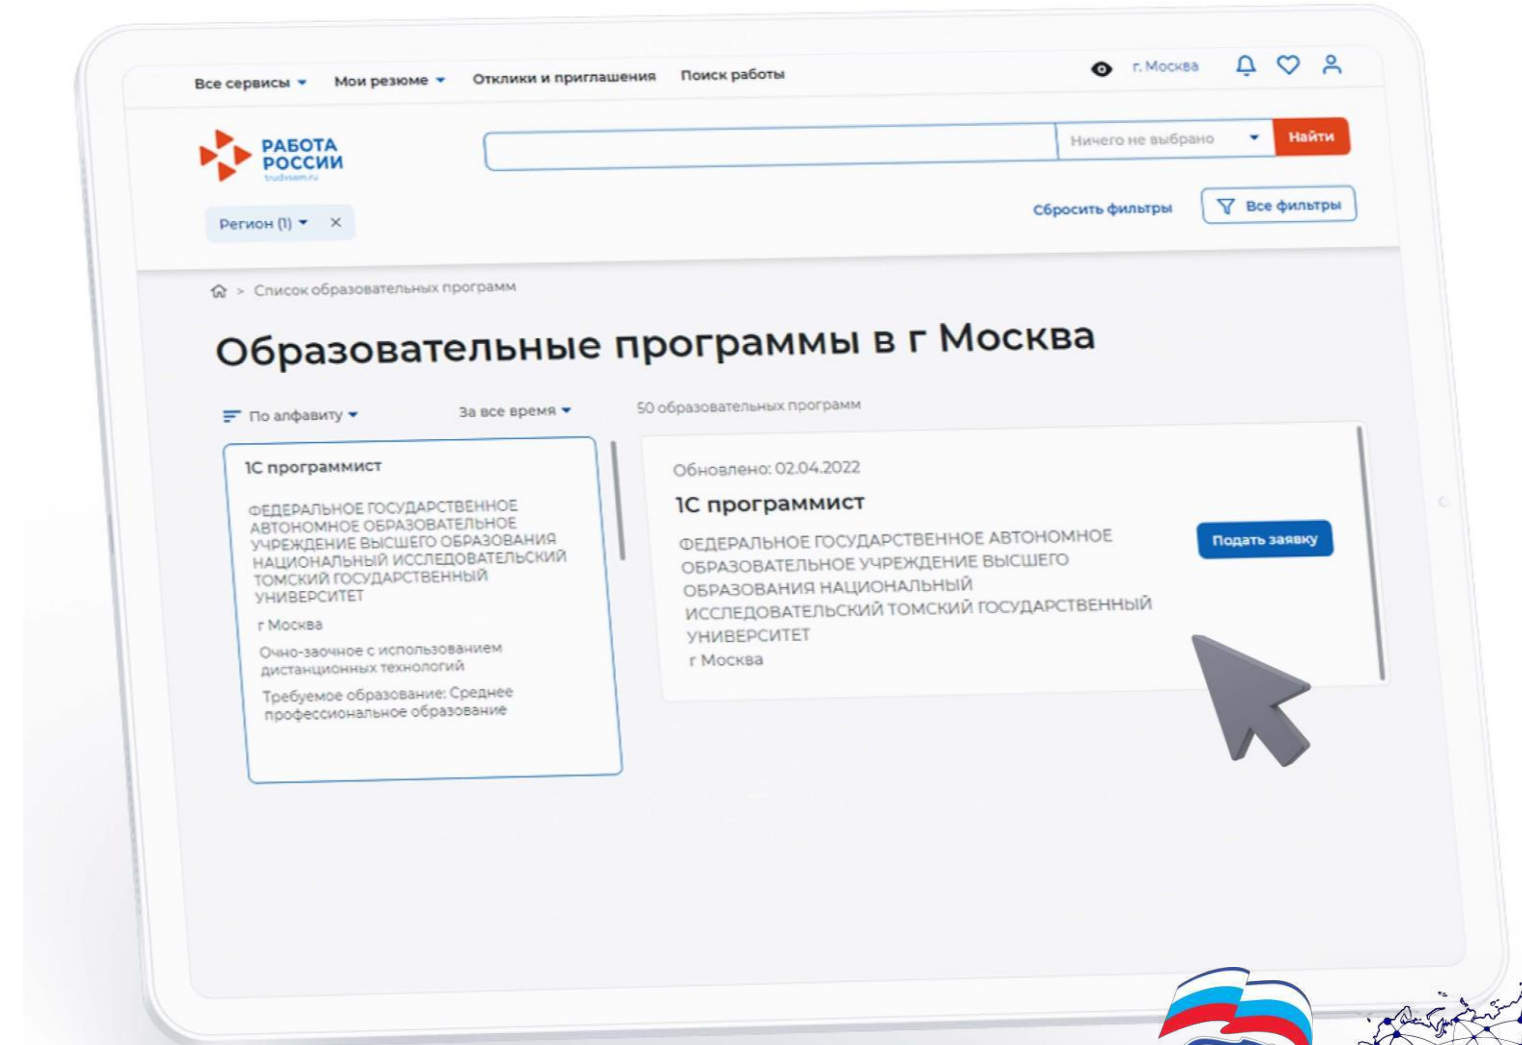 Все сервисы Мои резюме Отклики и приглашения Поиск работы г. Москва
РАБОТА
РОССИИ
trudvsem.ru
Ничего не выбрано Найти
Регион (1) × Сбросить фильтры Все фильтры
> Список образовательных программ
Образовательные программы в г Москва
По алфавиту За все время 50 образовательных программ
1С программист
ФЕДЕРАЛЬНОЕ ГОСУДАРСТВЕННОЕ
АВТОНОМНОЕ ОБРАЗОВАТЕЛЬНОЕ
УЧРЕЖДЕНИЕ ВЫСШЕГО ОБРАЗОВАНИЯ
НАЦИОНАЛЬНЫЙ ИССЛЕДОВАТЕЛЬСКИЙ
ТОМСКИЙ ГОСУДАРСТВЕННЫЙ
УНИВЕРСИТЕТ
г Москва
Очно-заочное с использованием
дистанционных технологий
Требуемое образование: Среднее
профессиональное образование
Обновлено: 02.04.2022
1С программист
ФЕДЕРАЛЬНОЕ ГОСУДАРСТВЕННОЕ АВТОНОМНОЕ
ОБРАЗОВАТЕЛЬНОЕ УЧРЕЖДЕНИЕ ВЫСШЕГО
ОБРАЗОВАНИЯ НАЦИОНАЛЬНЫЙ
ИССЛЕДОВАТЕЛЬСКИЙ ТОМСКИЙ ГОСУДАРСТВЕННЫЙ
УНИВЕРСИТЕТ
г Москва
Подать заявку